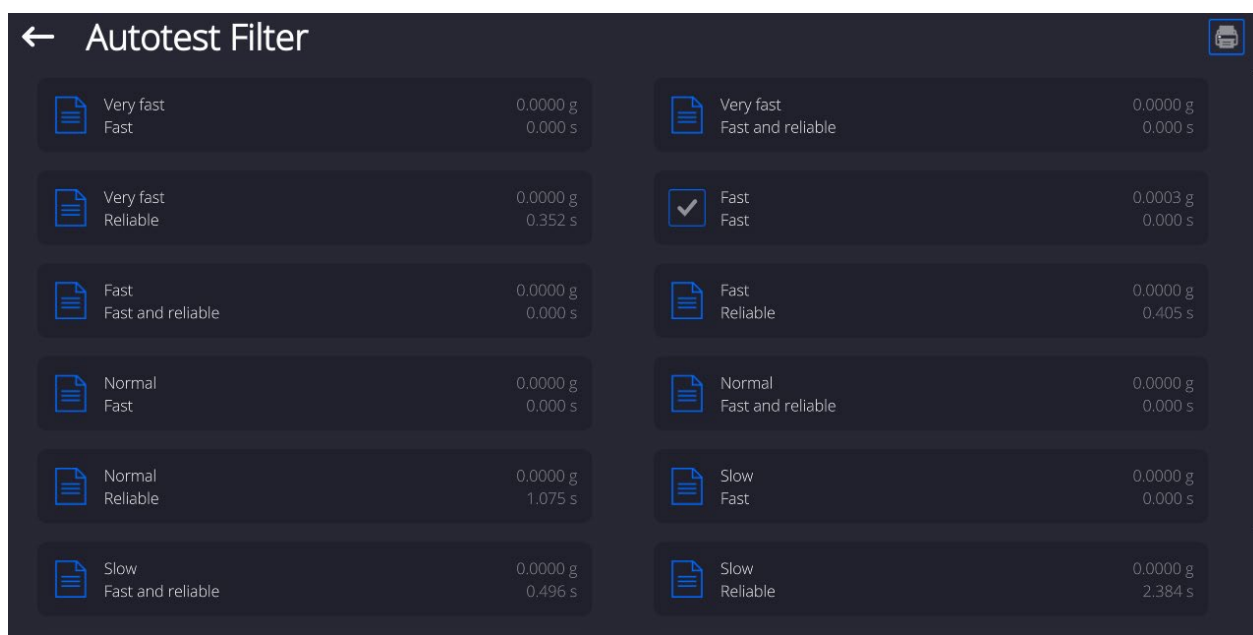 Autotest Filter
Very fast 0.0000 g
Fast 0.000 s
Very fast 0.0000 g
Fast and reliable 0.000 s
Very fast 0.0000 g
Reliable 0.352 s
Fast 0.0003 g
Fast 0.000 s
Fast 0.0000 g
Fast and reliable 0.000 s
Fast 0.0000 g
Reliable 0.405 s
Normal 0.0000 g
Fast 0.000 s
Normal 0.0000 g
Fast and reliable 0.000 s
Normal 0.0000 g
Reliable 1.075 s
Slow 0.0000 g
Fast 0.000 s
Slow 0.0000 g
Fast and reliable 0.496 s
Slow 0.0000 g
Reliable 2.384 s